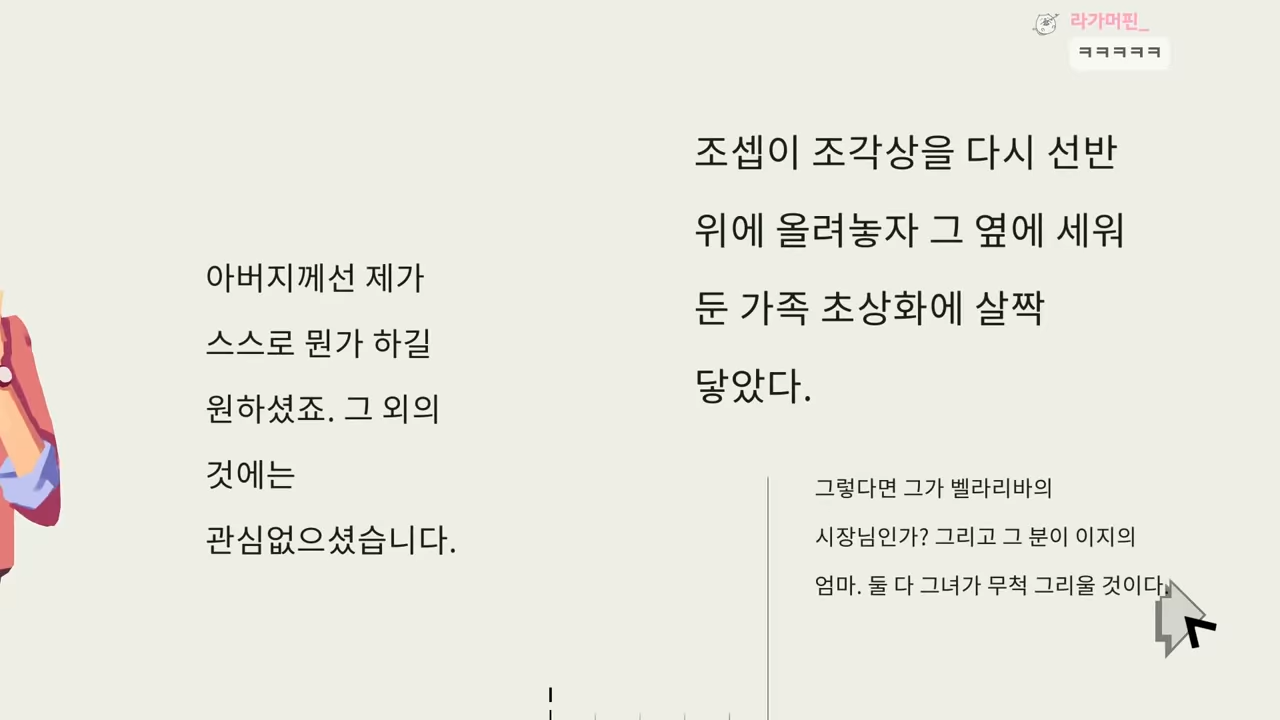 라가머핀_
ㅋㅋㅋㅋㅋ
아버지께선 제가
스스로 뭔가 하길
원하셨죠. 그 외의
것에는
관심없으셨습니다.
조셉이 조각상을 다시 선반
위에 올려놓자 그 옆에 세워
둔 가족 초상화에 살짝
닿았다.
그렇다면 그가 벨라리바의
시장님인가? 그리고 그 분이 이지의
엄마. 둘 다 그녀가 무척 그리울 것이다.